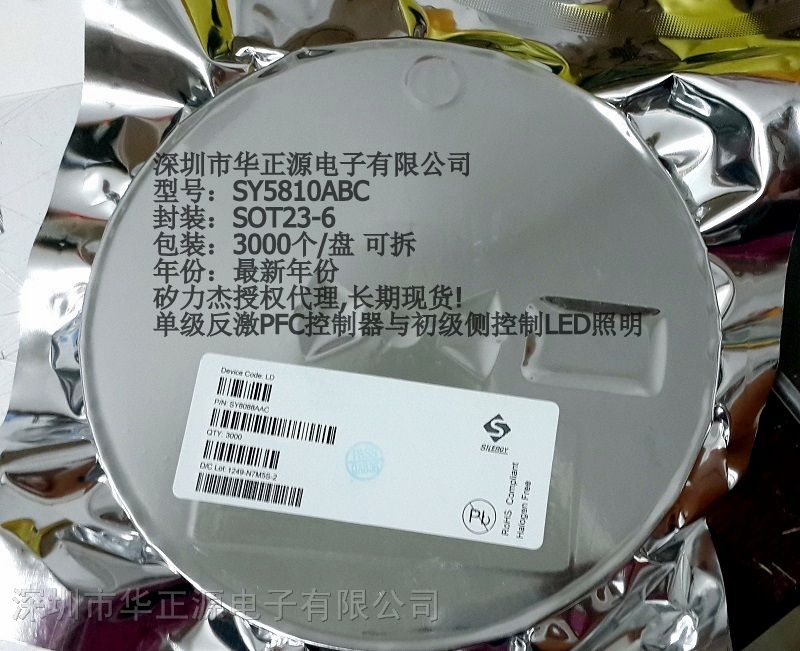 深圳市华正源电子有限公司
型号：SY5810ABC
封装：SOT23-6
包装：3000个/盘 可拆
年份：最新年份
矽力杰授权代理,长期现货!
单级反激PFC控制器与初级侧控制LED照明
Device Code: LD
P/N: SY8088AAC
QTY: 3000
D/C Lot: 1249-N7M5S-2
SILERGY
Pb
RoHS Compliant
Halogen Free
深圳市华正源电子有限公司